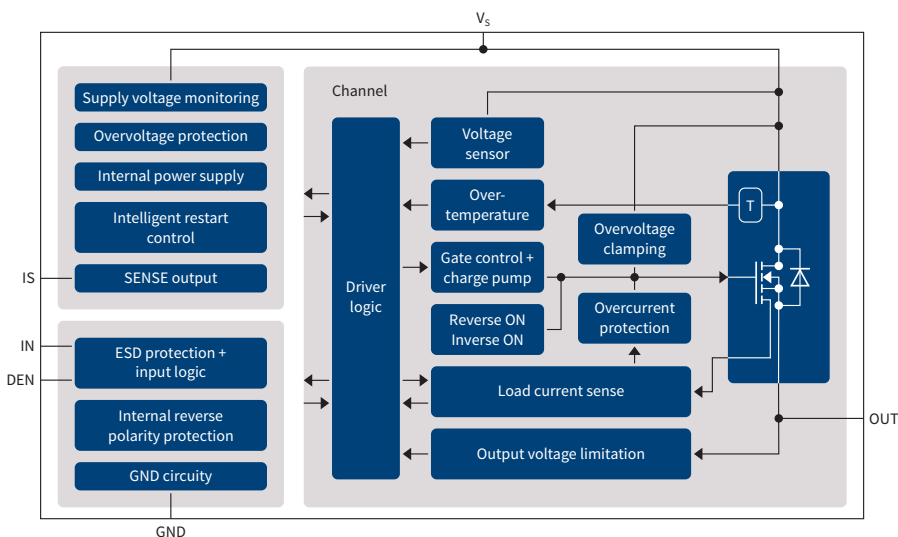 Vs
Supply voltage monitoring
Overvoltage protection
Internal power supply
Intelligent restart
control
SENSE output
IS
IN
DEN
ESD protection +
input logic
Internal reverse
polarity protection
GND circuity
GND
Channel
Driver
logic
Voltage
sensor
Over-
temperature
Gate control +
charge pump
Reverse ON
Inverse ON
Overvoltage
clamping
Overcurrent
protection
Load current sense
Output voltage limitation
T
OUT